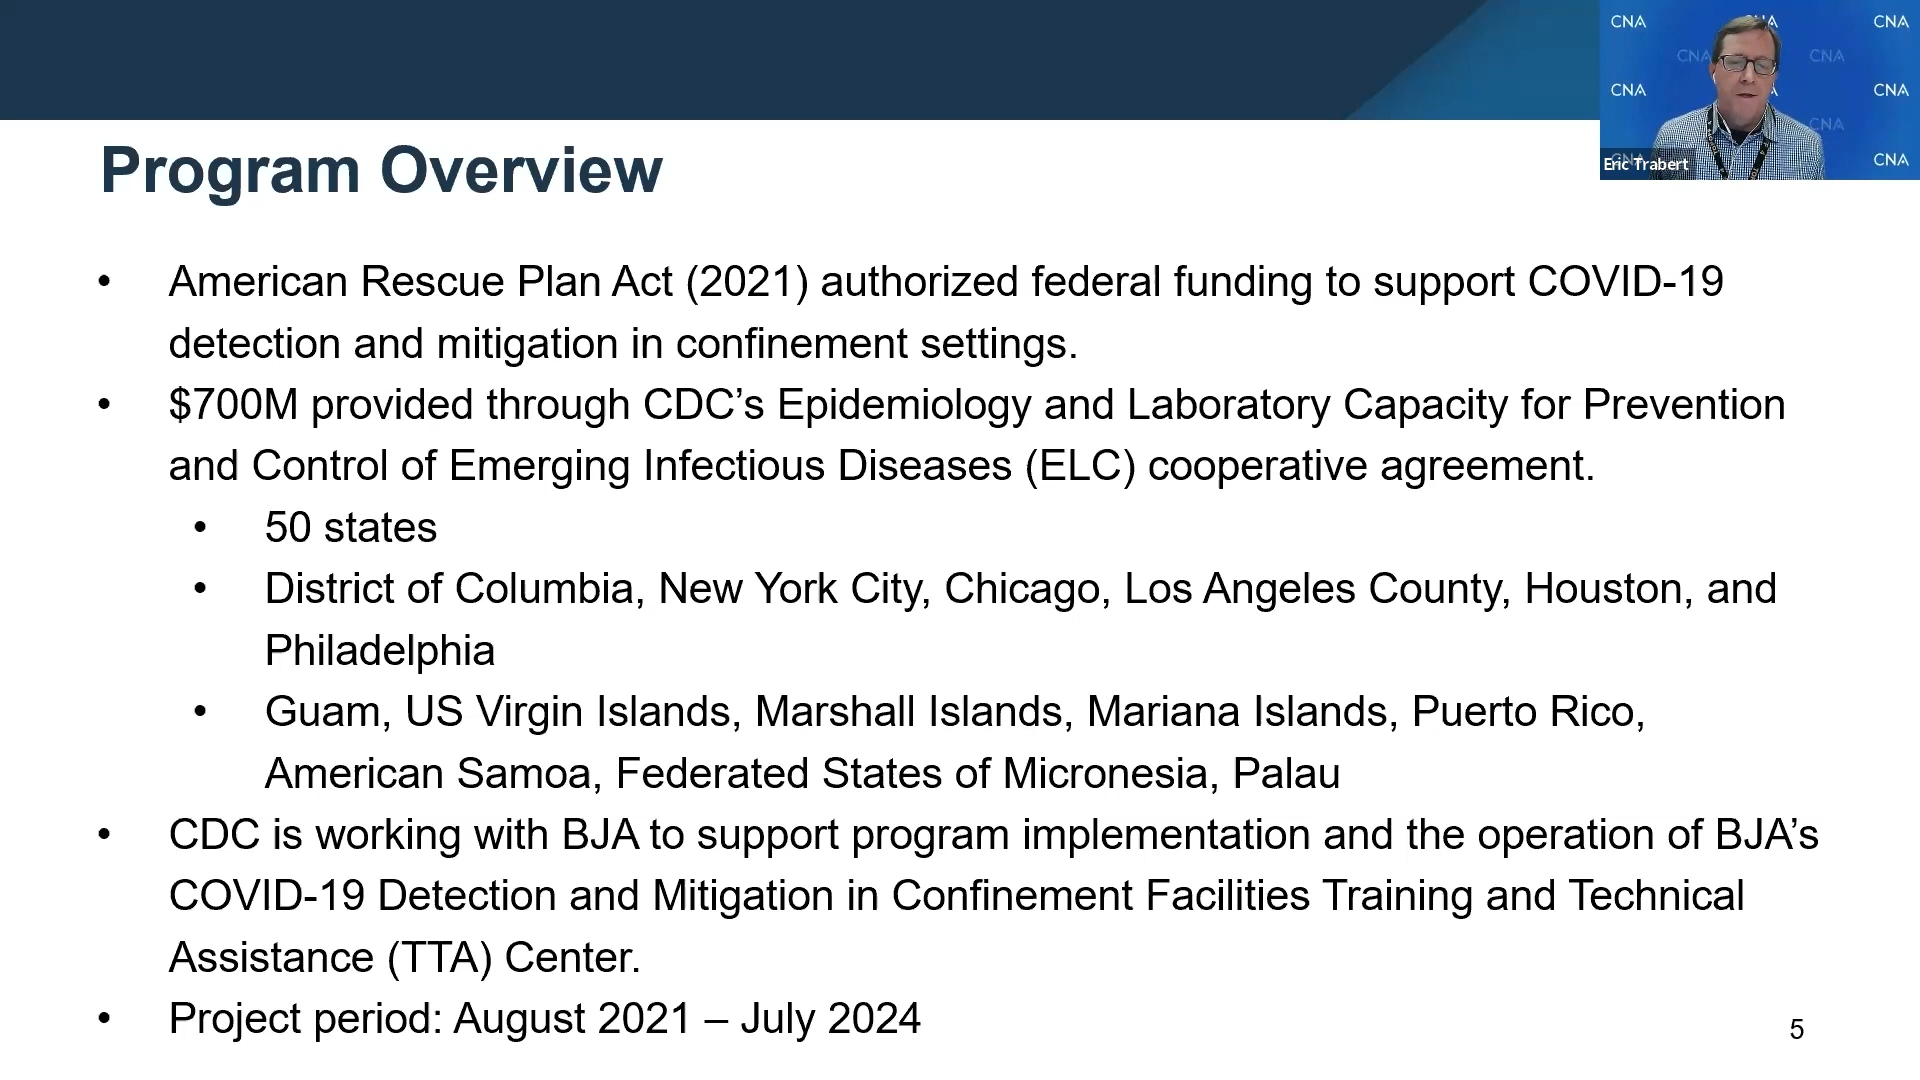 CNA
CNA
CNA
CNA
CNA
CNA
CNA
CNA
CNA
Eric Trabert
Program Overview
• American Rescue Plan Act (2021) authorized federal funding to support COVID-19
detection and mitigation in confinement settings.
• $700M provided through CDC’s Epidemiology and Laboratory Capacity for Prevention
and Control of Emerging Infectious Diseases (ELC) cooperative agreement.
• 50 states
• District of Columbia, New York City, Chicago, Los Angeles County, Houston, and
Philadelphia
• Guam, US Virgin Islands, Marshall Islands, Mariana Islands, Puerto Rico,
American Samoa, Federated States of Micronesia, Palau
• CDC is working with BJA to support program implementation and the operation of BJA’s
COVID-19 Detection and Mitigation in Confinement Facilities Training and Technical
Assistance (TTA) Center.
• Project period: August 2021 – July 2024
5